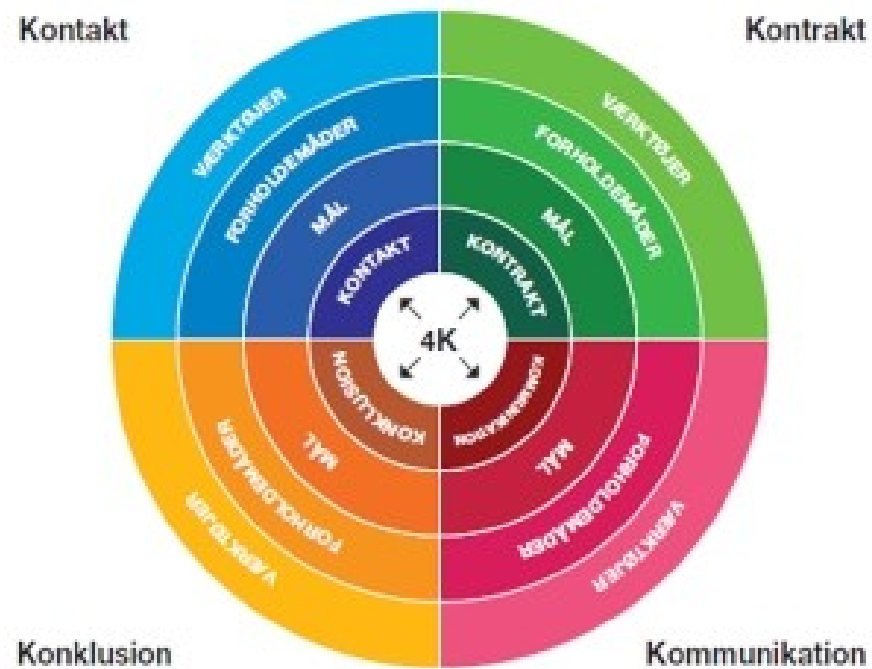 Kontakt
Kontrakt
VÆRKTØJER
FORHOLDEMÅDER
MÅL
KONTAKT
VÆRKTØJER
FORHOLDEMÅDER
MÅL
KONTRAKT
4K
KONKLUSION
MÅL
FORHOLDEMÅDER
VÆRKTØJER
KOMMUNIKATION
MÅL
FORHOLDEMÅDER
VÆRKTØJER
Konklusion
Kommunikation